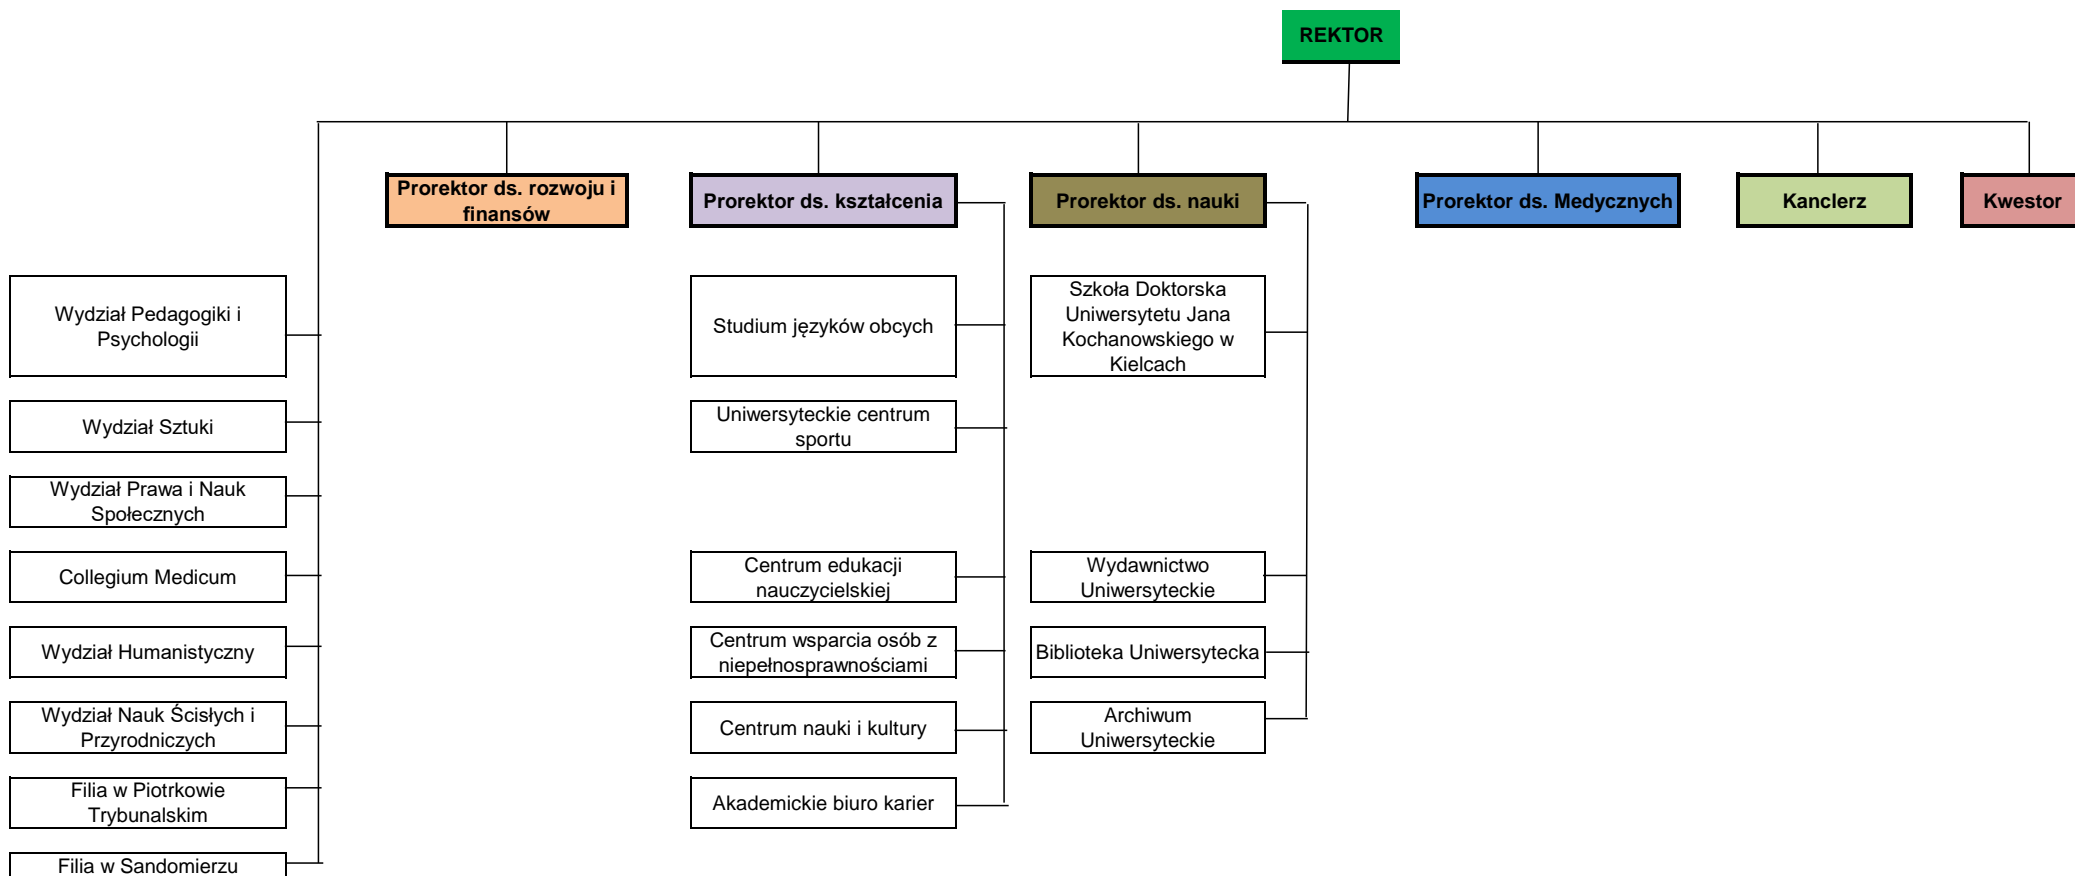 REKTOR
Prorektor ds. rozwoju i
finansów
Prorektor ds. kształcenia
Prorektor ds. nauki
Prorektor ds. Medycznych
Kanclerz
Kwestor
Wydział Pedagogiki i
Psychologii
Studium języków obcych
Szkoła Doktorska
Uniwersytetu Jana
Kochanowskiego w
Kielcach
Wydział Sztuki
Uniwersyteckie centrum
sportu
Wydział Prawa i Nauk
Społecznych
Collegium Medicum
Centrum edukacji
nauczycielskiej
Wydawnictwo
Uniwersyteckie
Wydział Humanistyczny
Centrum wsparcia osób z
niepełnosprawnościami
Biblioteka Uniwersytecka
Wydział Nauk Ścisłych i
Przyrodniczych
Centrum nauki i kultury
Archiwum
Uniwersyteckie
Filia w Piotrkowie
Trybunalskim
Akademickie biuro karier
Filia w Sandomierzu